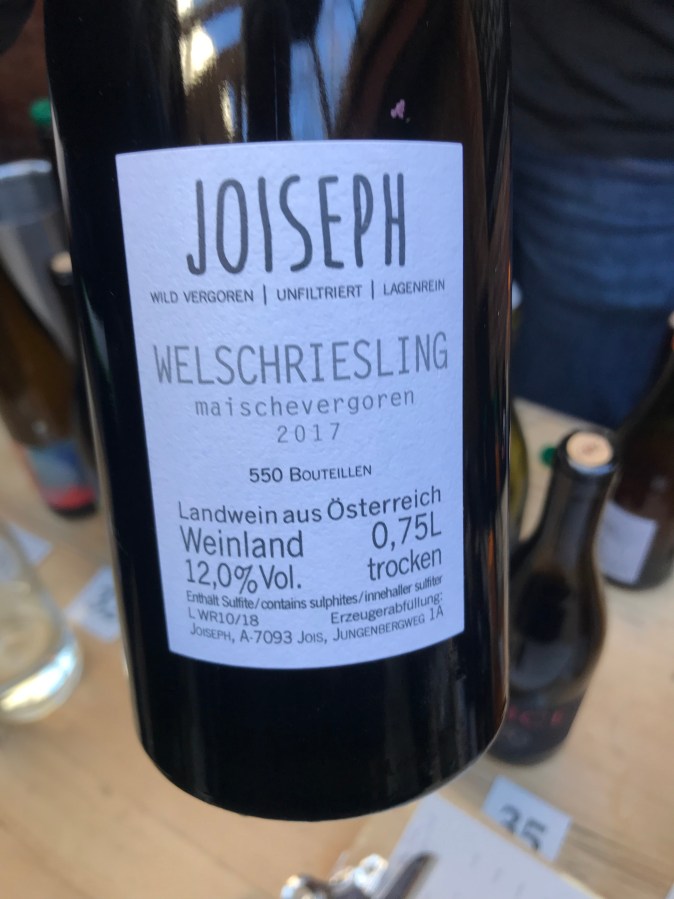 JOISEPH
WILD VERGOREN | UNFILTRIERT | LAGENREIN
WELSCHRIESLING
maischevergoren
2017
550 BOUTEILLEN
Landwein aus Österreich
Weinland 0,75L
12,0% Vol. trocken
Enthält Sulfite/contains sulphites/innehaller sulfiter
LWR10/18 Erzeugerabfüllung:
JOISEPH, A-7093 JOIS, JUNGENBERGWEG 1A
35